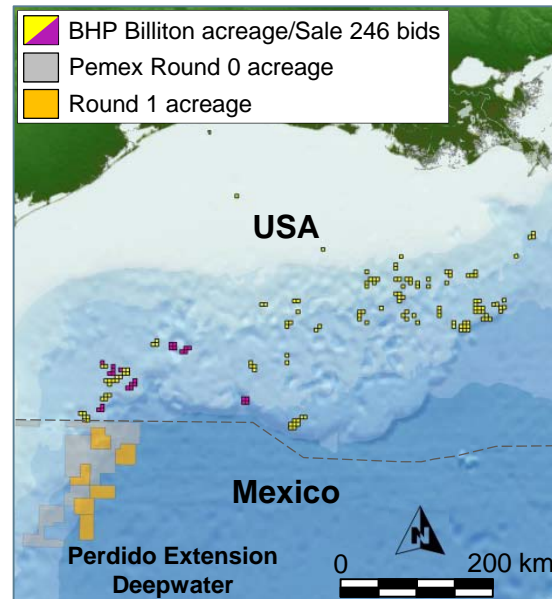 BHP Billiton acreage/Sale 246 bids
Pemex Round 0 acreage
Round 1 acreage
USA
Mexico
N
Perdido Extension
Deepwater
0 200 km